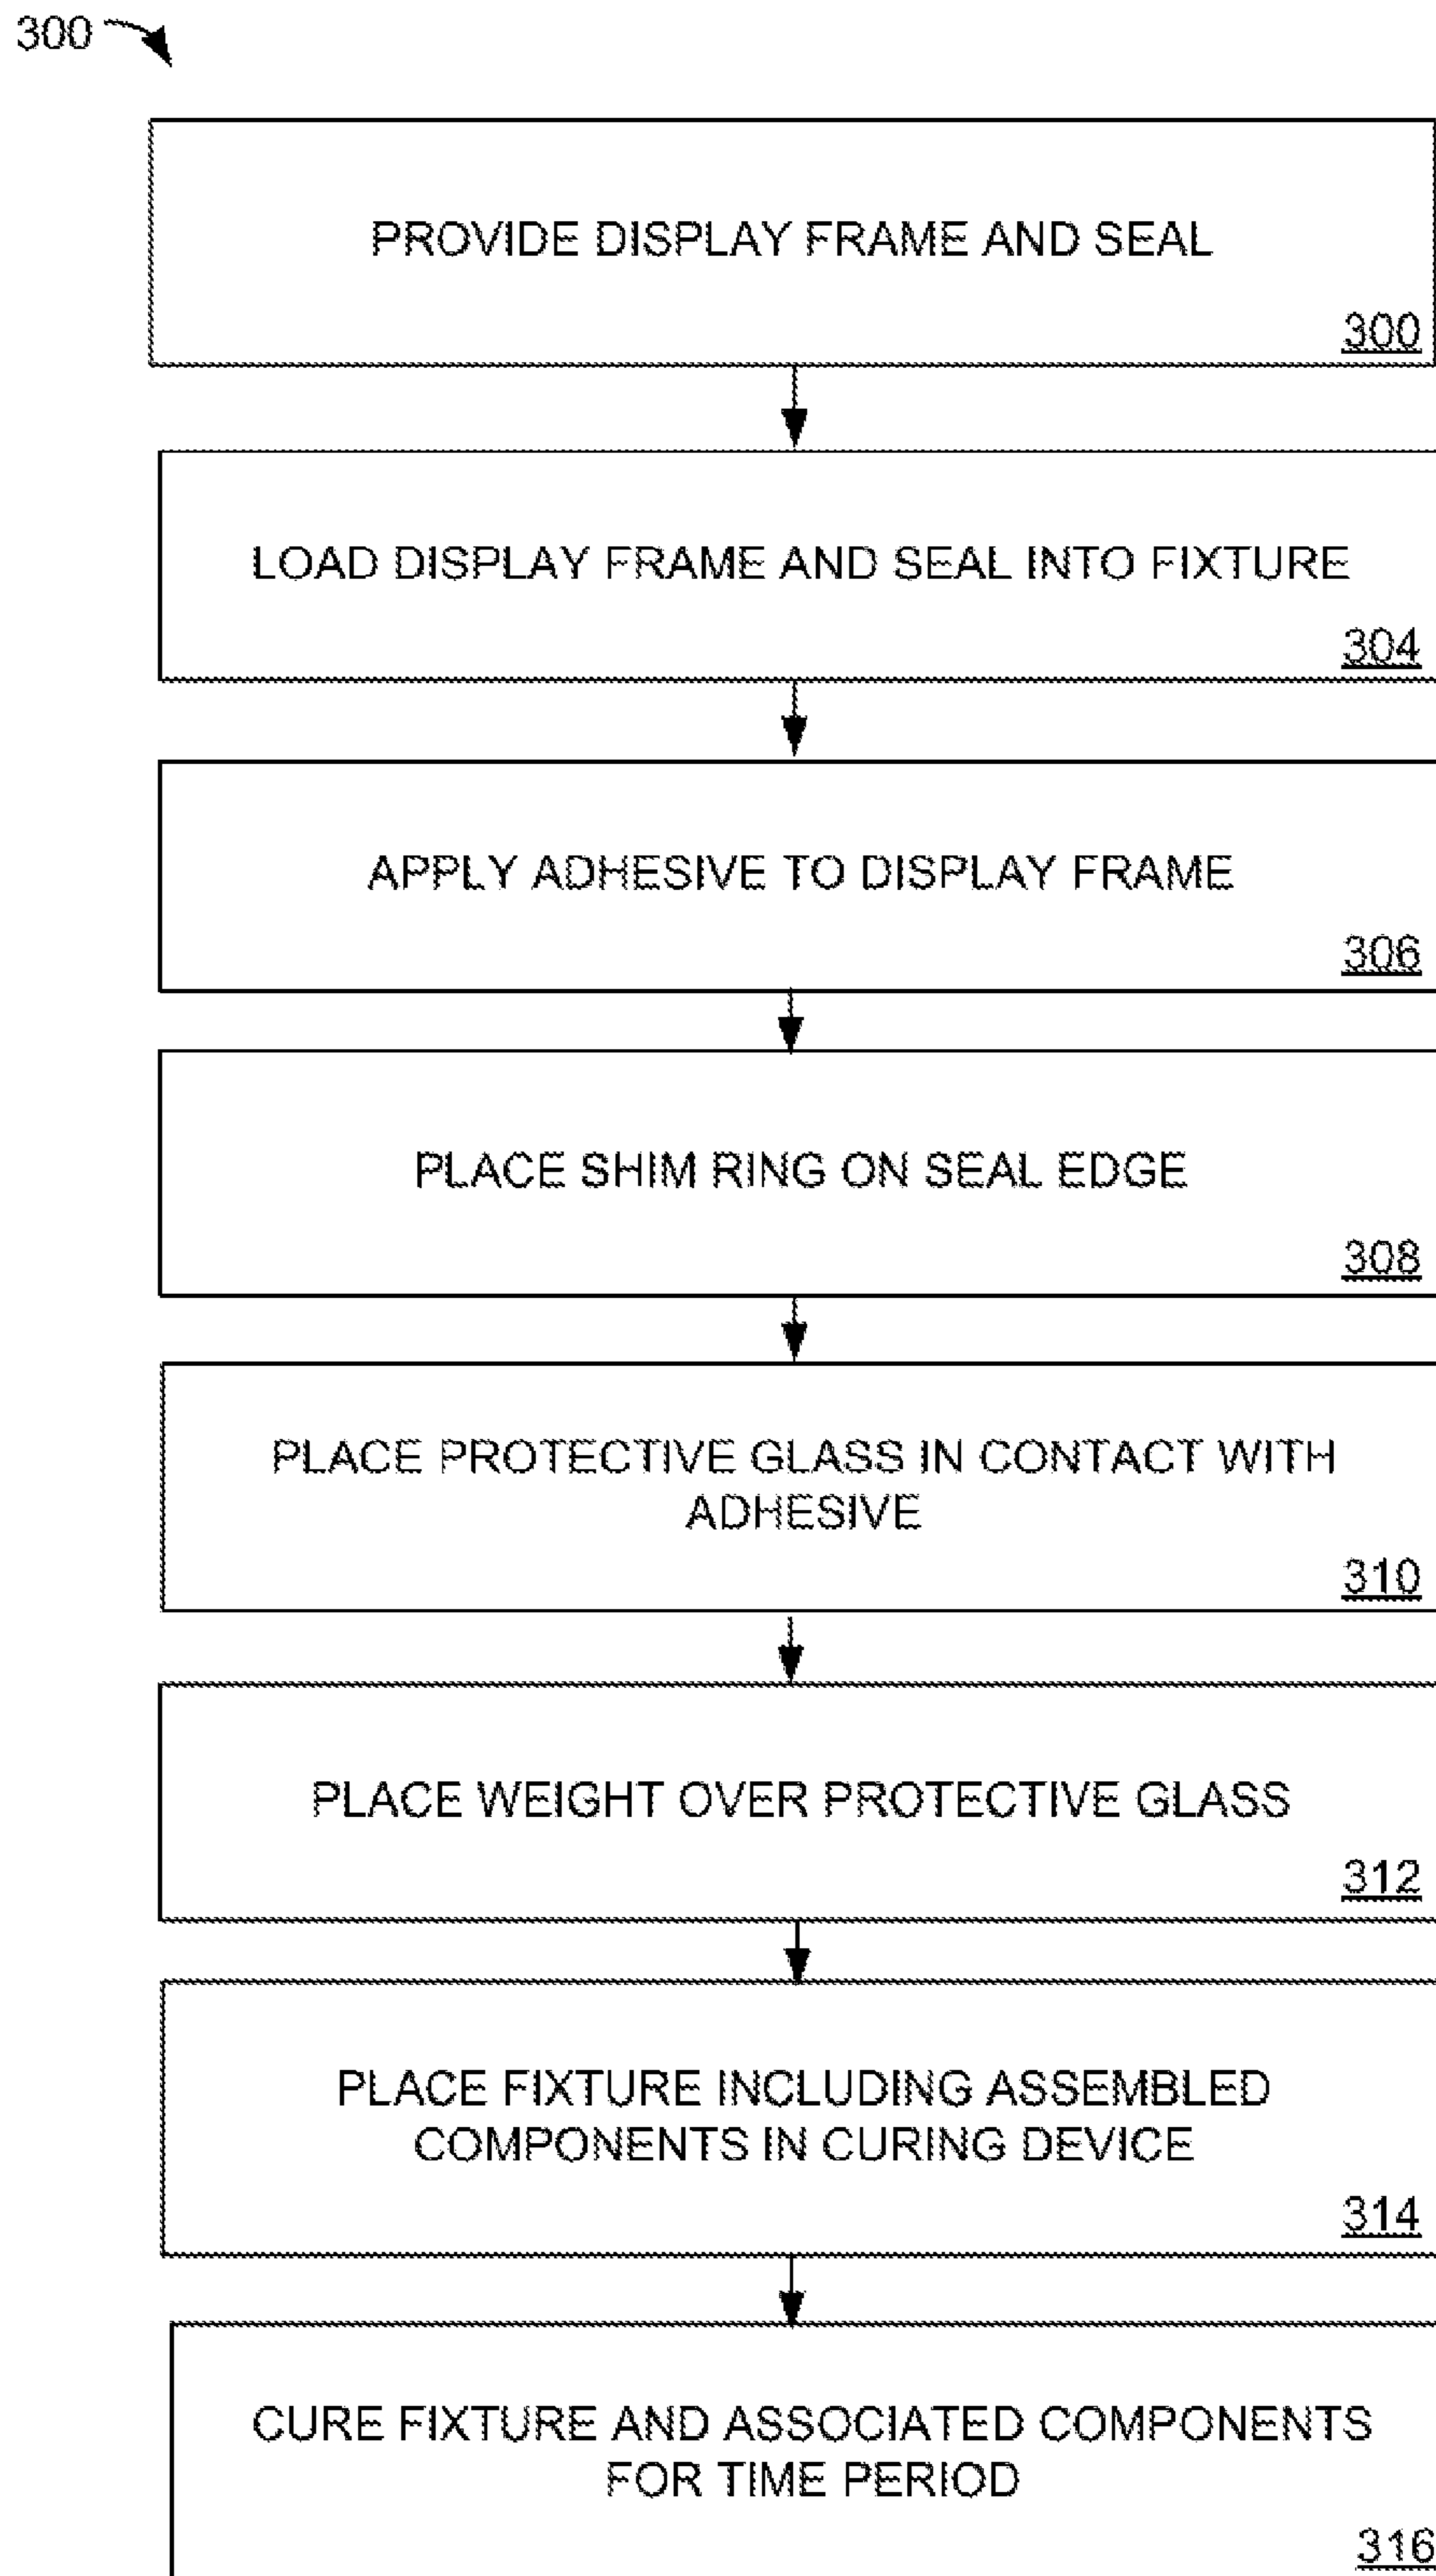 300
PROVIDE DISPLAY FRAME AND SEAL
300
LOAD DISPLAY FRAME AND SEAL INTO FIXTURE
304
APPLY ADHESIVE TO DISPLAY FRAME
306
PLACE SHIM RING ON SEAL EDGE
308
PLACE PROTECTIVE GLASS IN CONTACT WITH
ADHESIVE
310
PLACE WEIGHT OVER PROTECTIVE GLASS
312
PLACE FIXTURE INCLUDING ASSEMBLED
COMPONENTS IN CURING DEVICE
314
CURE FIXTURE AND ASSOCIATED COMPONENTS
FOR TIME PERIOD
316